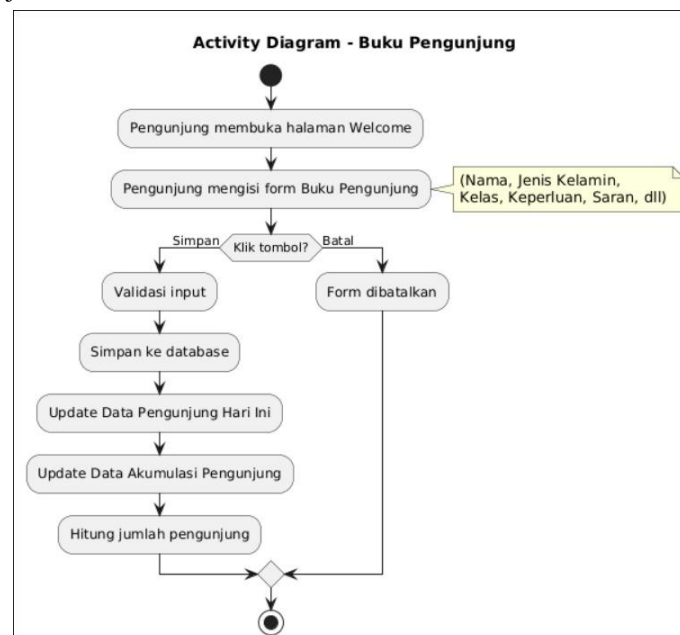 Activity Diagram - Buku Pengunjung
Pengunjung membuka halaman Welcome
Pengunjung mengisi form Buku Pengunjung
(Nama, Jenis Kelamin,
Kelas, Keperluan, Saran, dll)
Simpan
Klik tombol?
Batal
Validasi input
Form dibatalkan
Simpan ke database
Update Data Pengunjung Hari Ini
Update Data Akumulasi Pengunjung
Hitung jumlah pengunjung